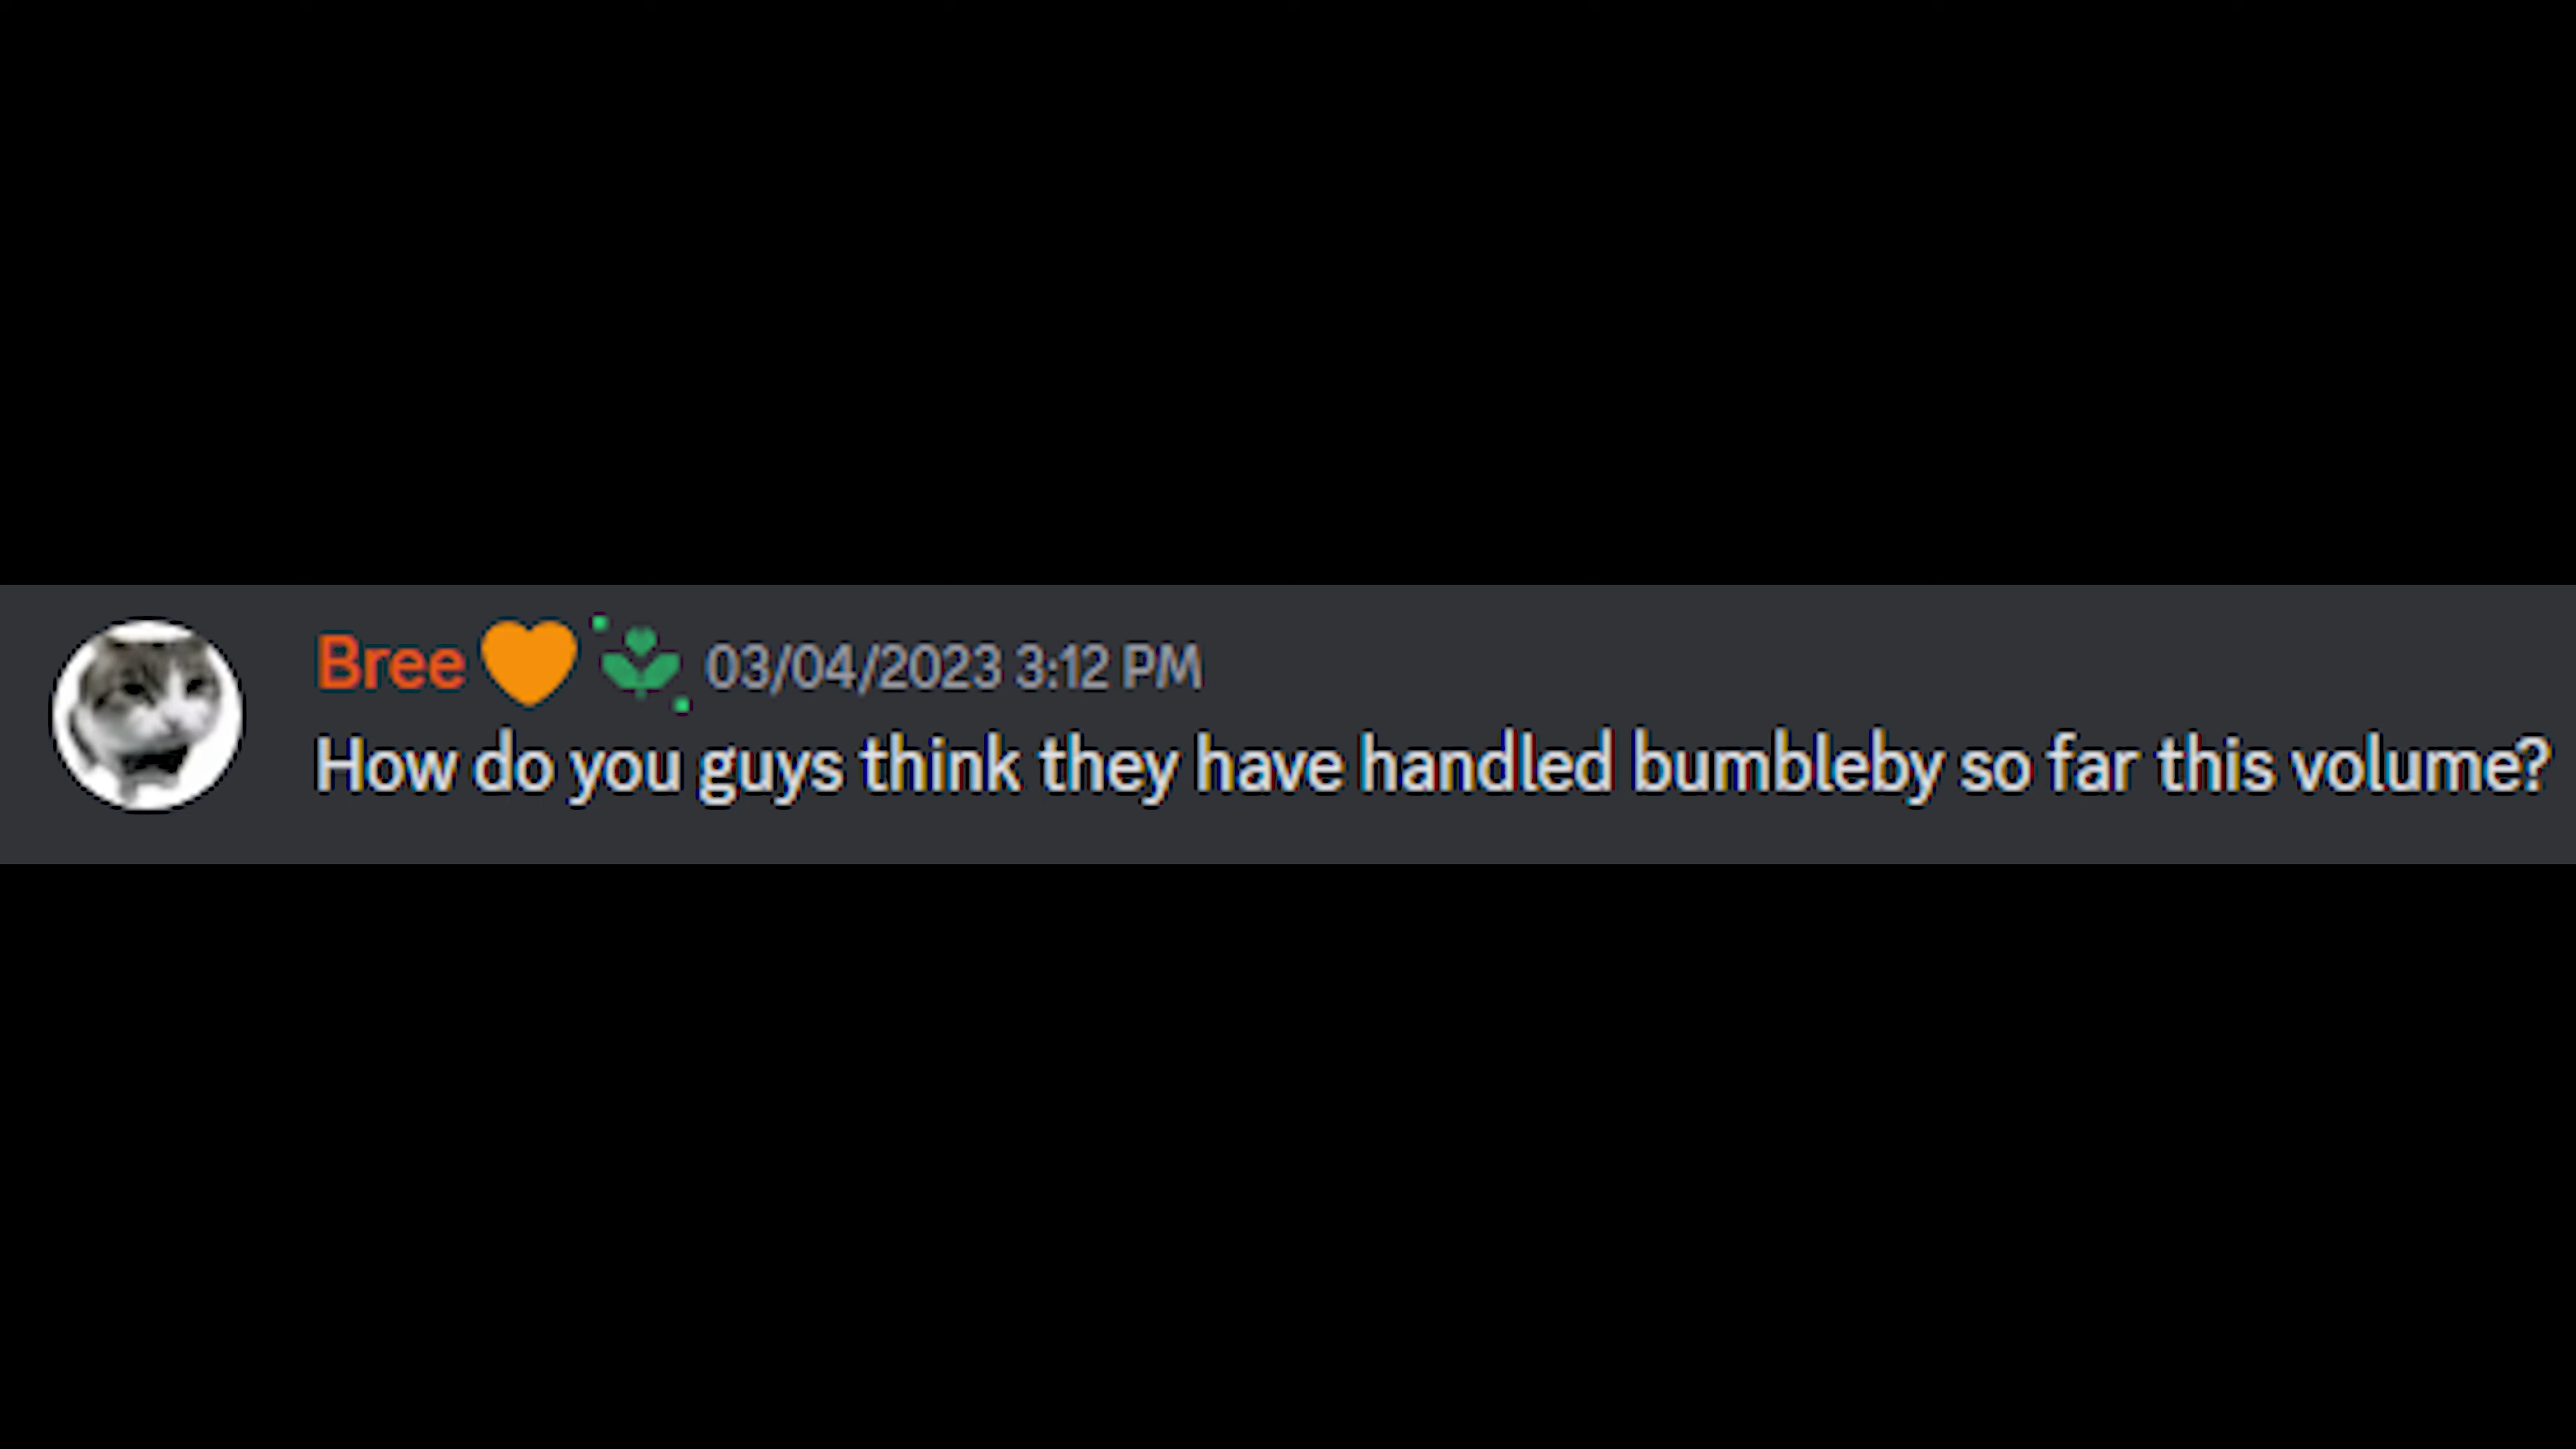 Bree 🧡 03/04/2023 3:12 PM
How do you guys think they have handled bumbleby so far this volume?